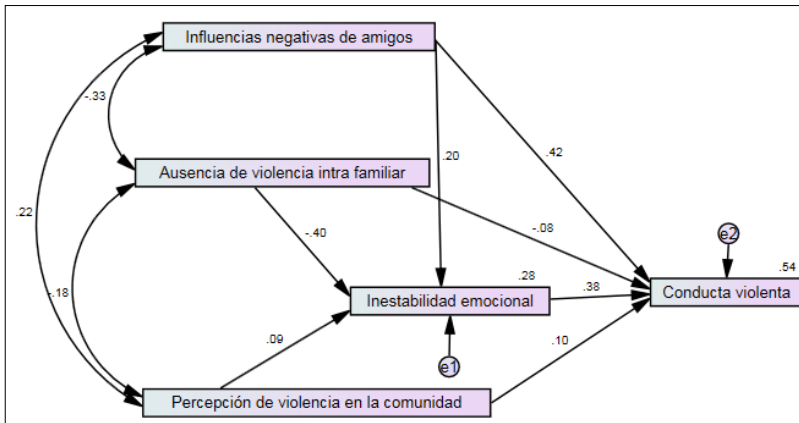 Influencias negativas de amigos
-.33
Ausencia de violencia intra familiar
.20
.42
.22
-.40
-.08
e2
-.18
.28
.54
Inestabilidad emocional
.38
Conducta violenta
.09
.10
e1
Percepción de violencia en la comunidad